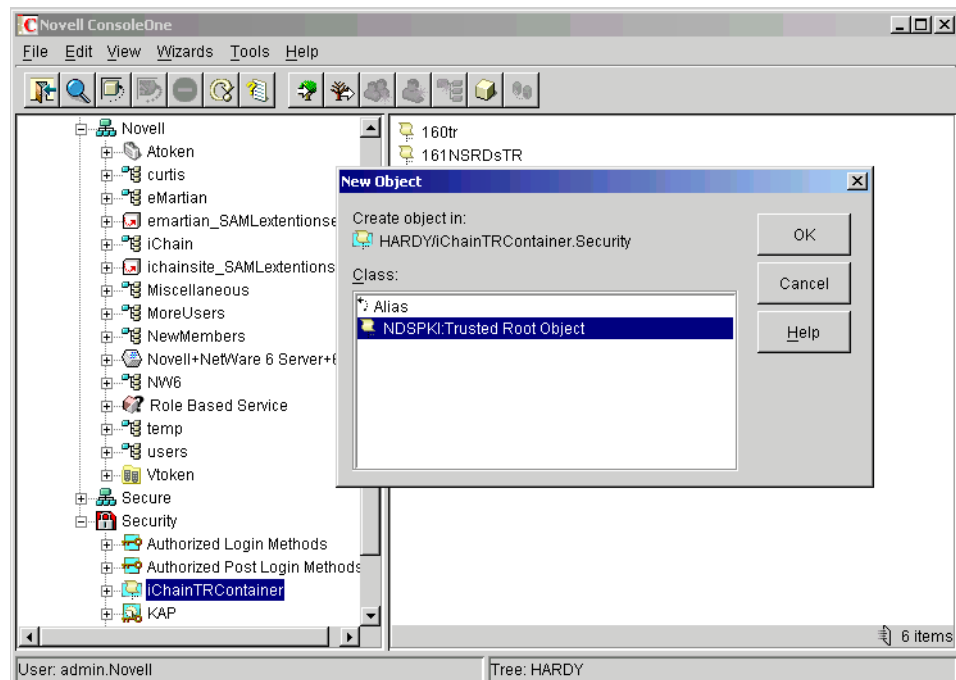 Novell ConsoleOne
File Edit View Wizards Tools Help
Novell
Atoken
curtis
eMartian
emartian_SAMLextentionse
iChain
ichainsite_SAMLextentions
Miscellaneous
MoreUsers
NewMembers
Novell+NetWare 6 Server+6
NW6
Role Based Service
temp
users
Vtoken
Secure
Security
Authorized Login Methods
Authorized Post Login Methods
iChainTRContainer
KAP
160tr
161NSRDsTR
New Object
Create object in:
HARDY/iChainTRContainer.Security
Class:
Alias
NDSPKI:Trusted Root Object
OK
Cancel
Help
6 items
User: admin.Novell
Tree: HARDY